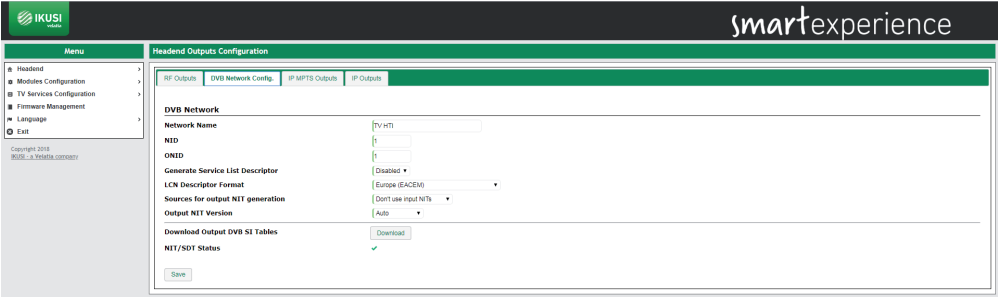 IKUSI
velatia
smartexperience
Menu
Headend
Modules Configuration
TV Services Configuration
Firmware Management
Language
Exit
Copyright 2018
IKUSI - a Velatia company
Headend Outputs Configuration
RF Outputs DVB Network Config. IP MPTS Outputs IP Outputs
DVB Network
Network Name TV HTI
NID 1
ONID 1
Generate Service List Descriptor Disabled
LCN Descriptor Format Europe (EACEM)
Sources for output NIT generation Don't use input NITs
Output NIT Version Auto
Download Output DVB SI Tables Download
NIT/SDT Status
Save